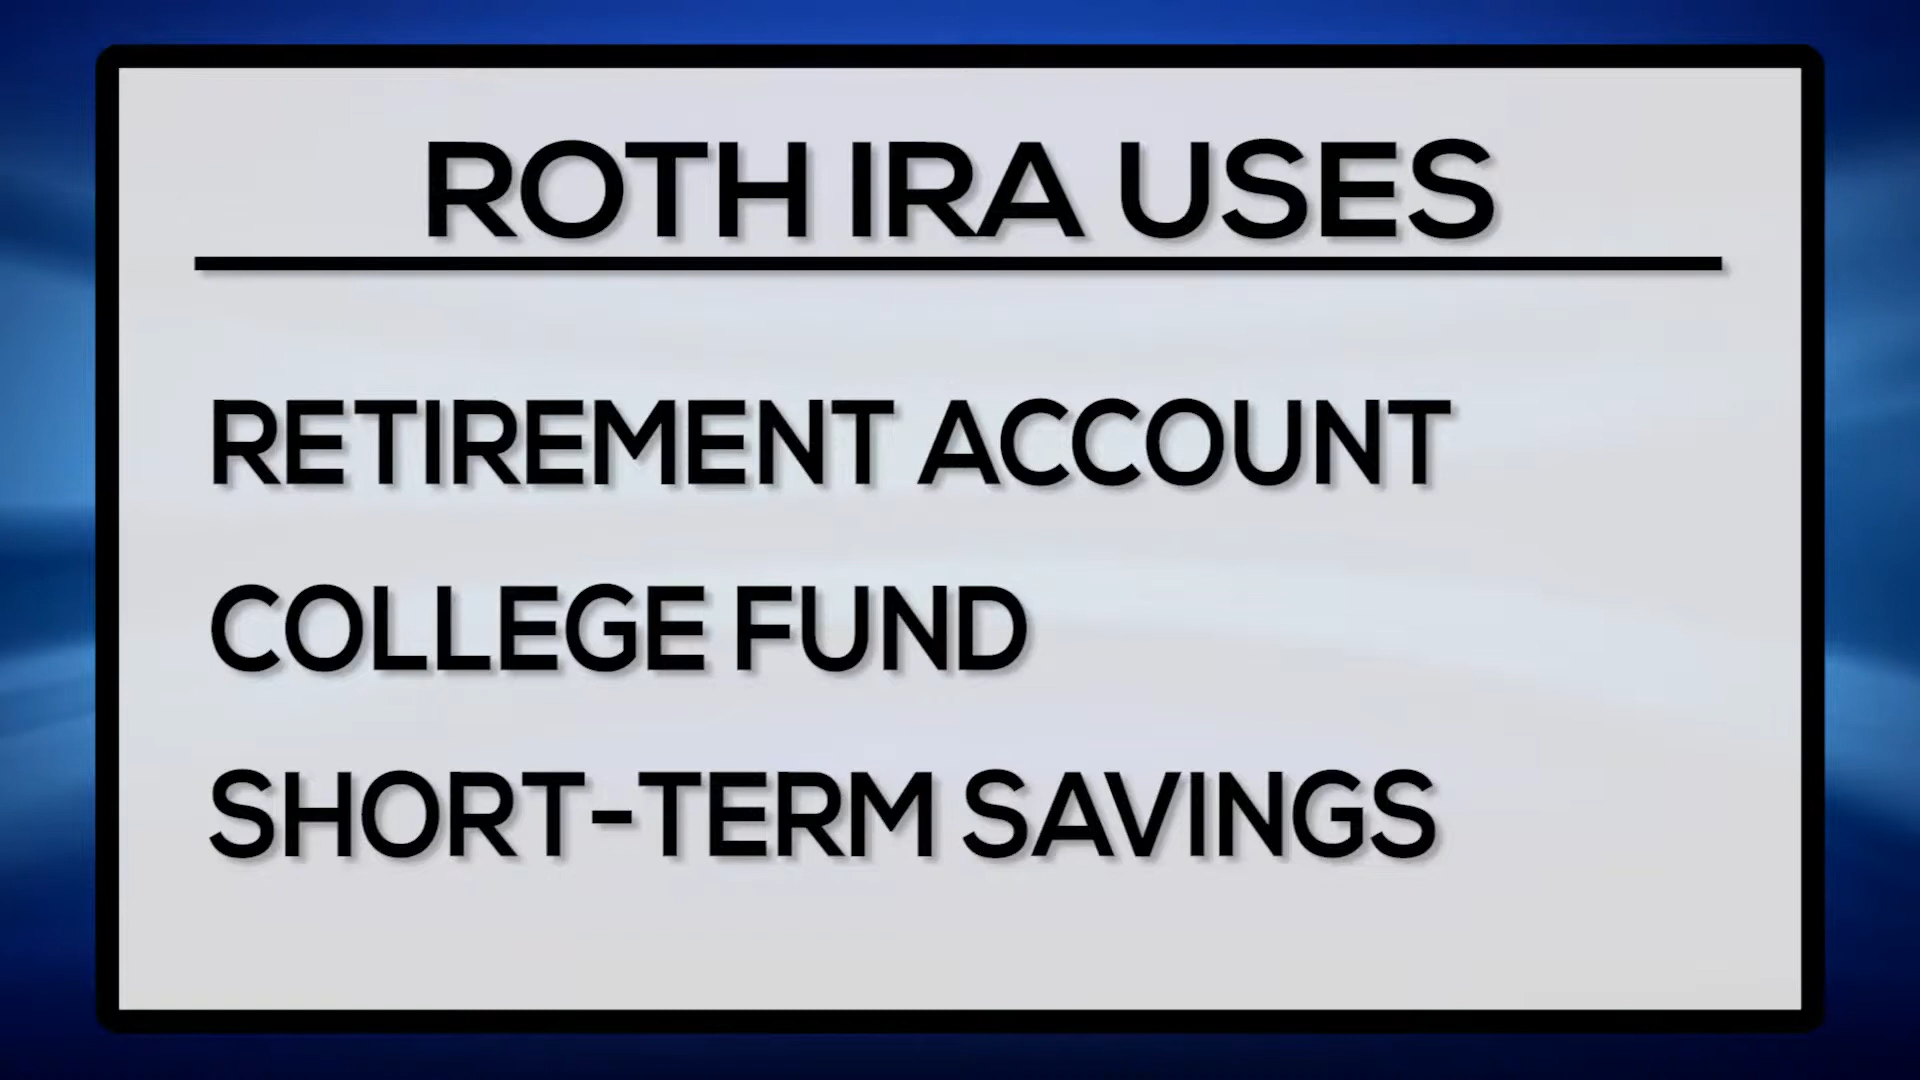 ROTH IRA USES
RETIREMENT ACCOUNT
COLLEGE FUND
SHORT-TERM SAVINGS